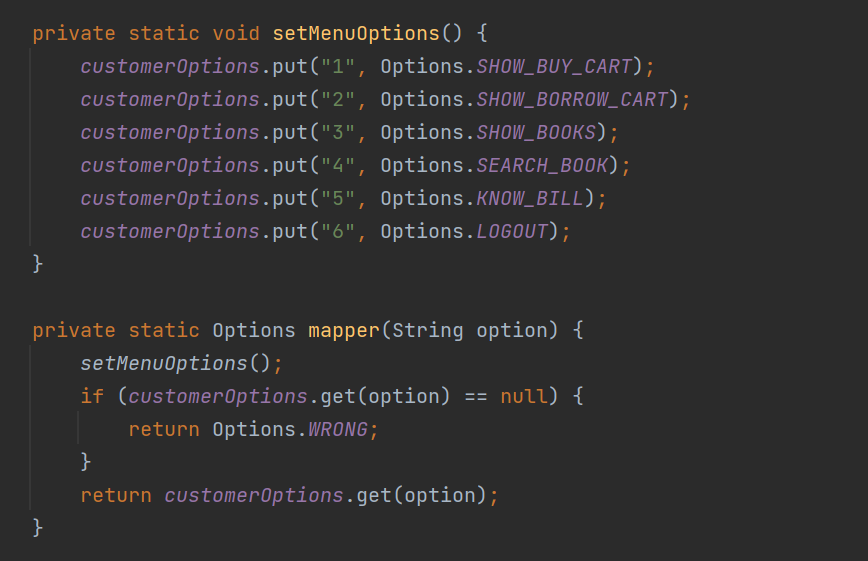 private static void setMenuOptions() {
    customerOptions.put("1", Options.SHOW_BUY_CART);
    customerOptions.put("2", Options.SHOW_BORROW_CART);
    customerOptions.put("3", Options.SHOW_BOOKS);
    customerOptions.put("4", Options.SEARCH_BOOK);
    customerOptions.put("5", Options.KNOW_BILL);
    customerOptions.put("6", Options.LOGOUT);
}

private static Options mapper(String option) {
    setMenuOptions();
    if (customerOptions.get(option) == null) {
        return Options.WRONG;
    }
    return customerOptions.get(option);
}